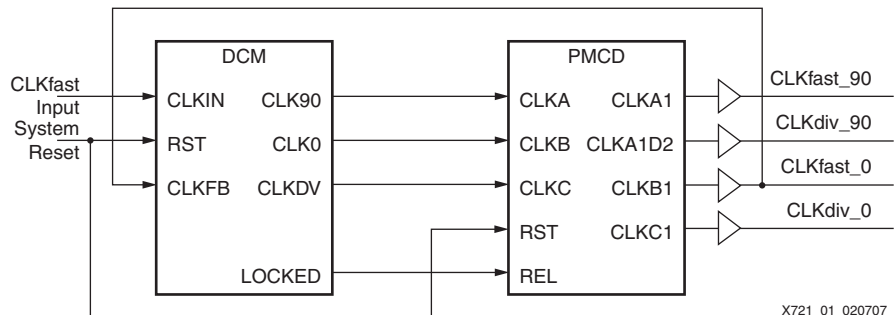 DCM
PMCD
CLKfast
Input
System
Reset
CLKIN
CLK90
RST
CLK0
CLKFB
CLKDV
LOCKED
CLKA
CLKA1
CLKB
CLKA1D2
CLKC
CLKB1
RST
CLKC1
REL
CLKfast_90
CLKdiv_90
CLKfast_0
CLKdiv_0
X721_01_020707